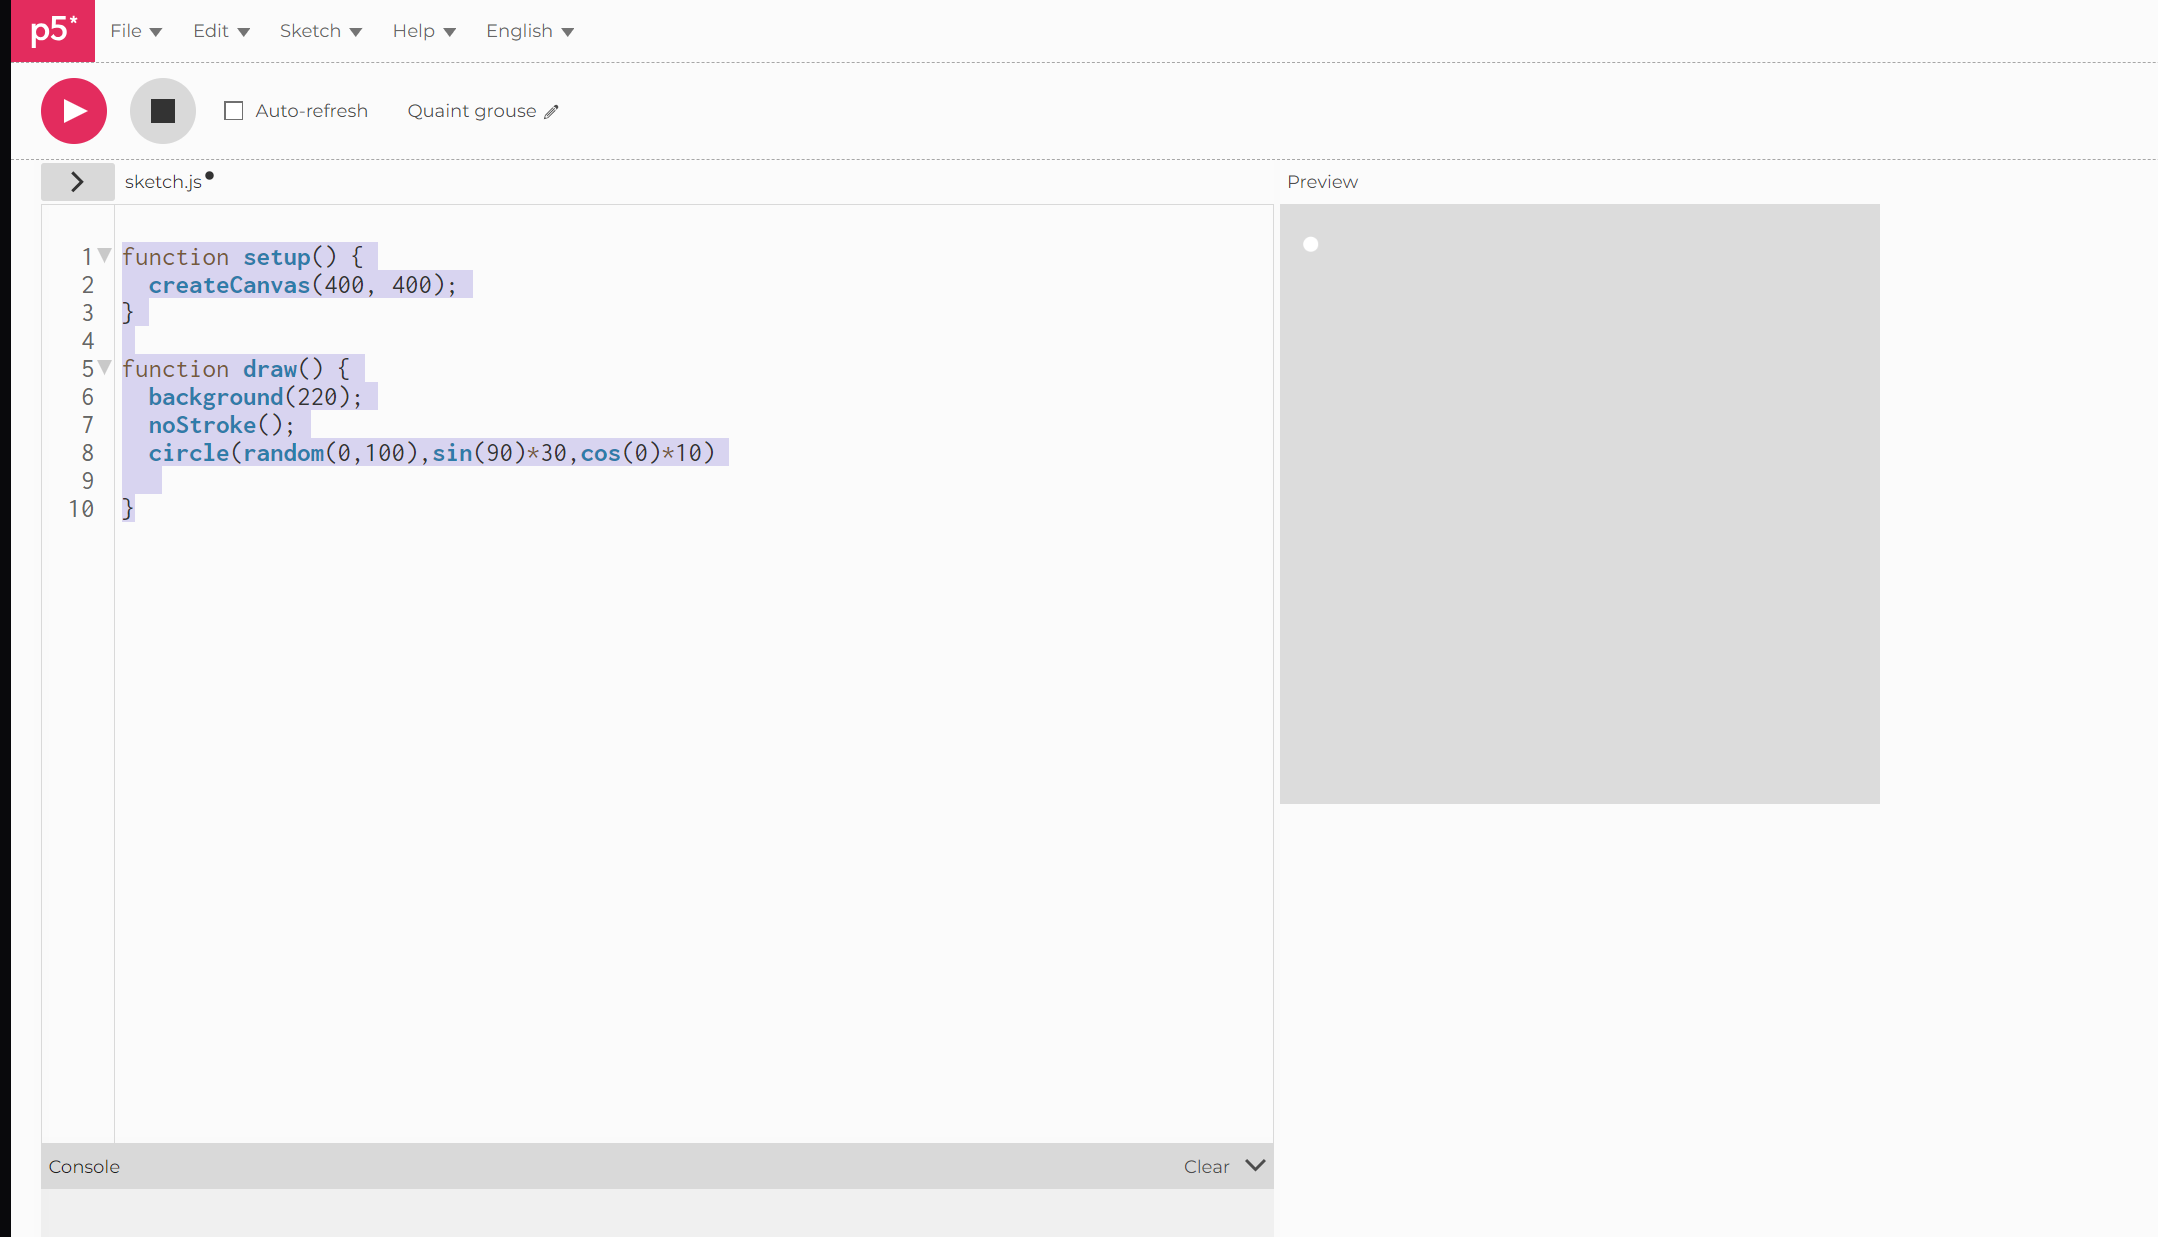 p5*
File Edit Sketch Help English
Auto-refresh Quaint grouse
sketch.js
Preview
1 function setup() {
2   createCanvas(400, 400);
3 }
4
5 function draw() {
6   background(220);
7   noStroke();
8   circle(random(0,100),sin(90)*30,cos(0)*10)
9
10 }
Console
Clear